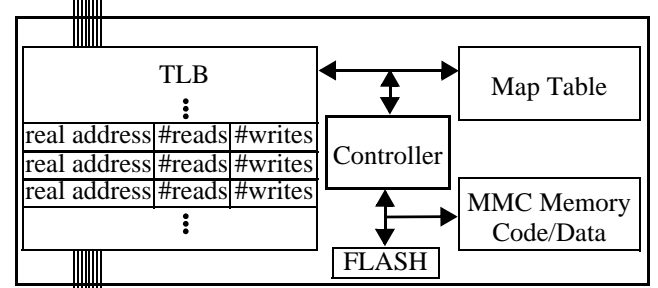 TLB
real address #reads #writes
real address #reads #writes
real address #reads #writes
Map Table
Controller
MMC Memory
Code/Data
FLASH